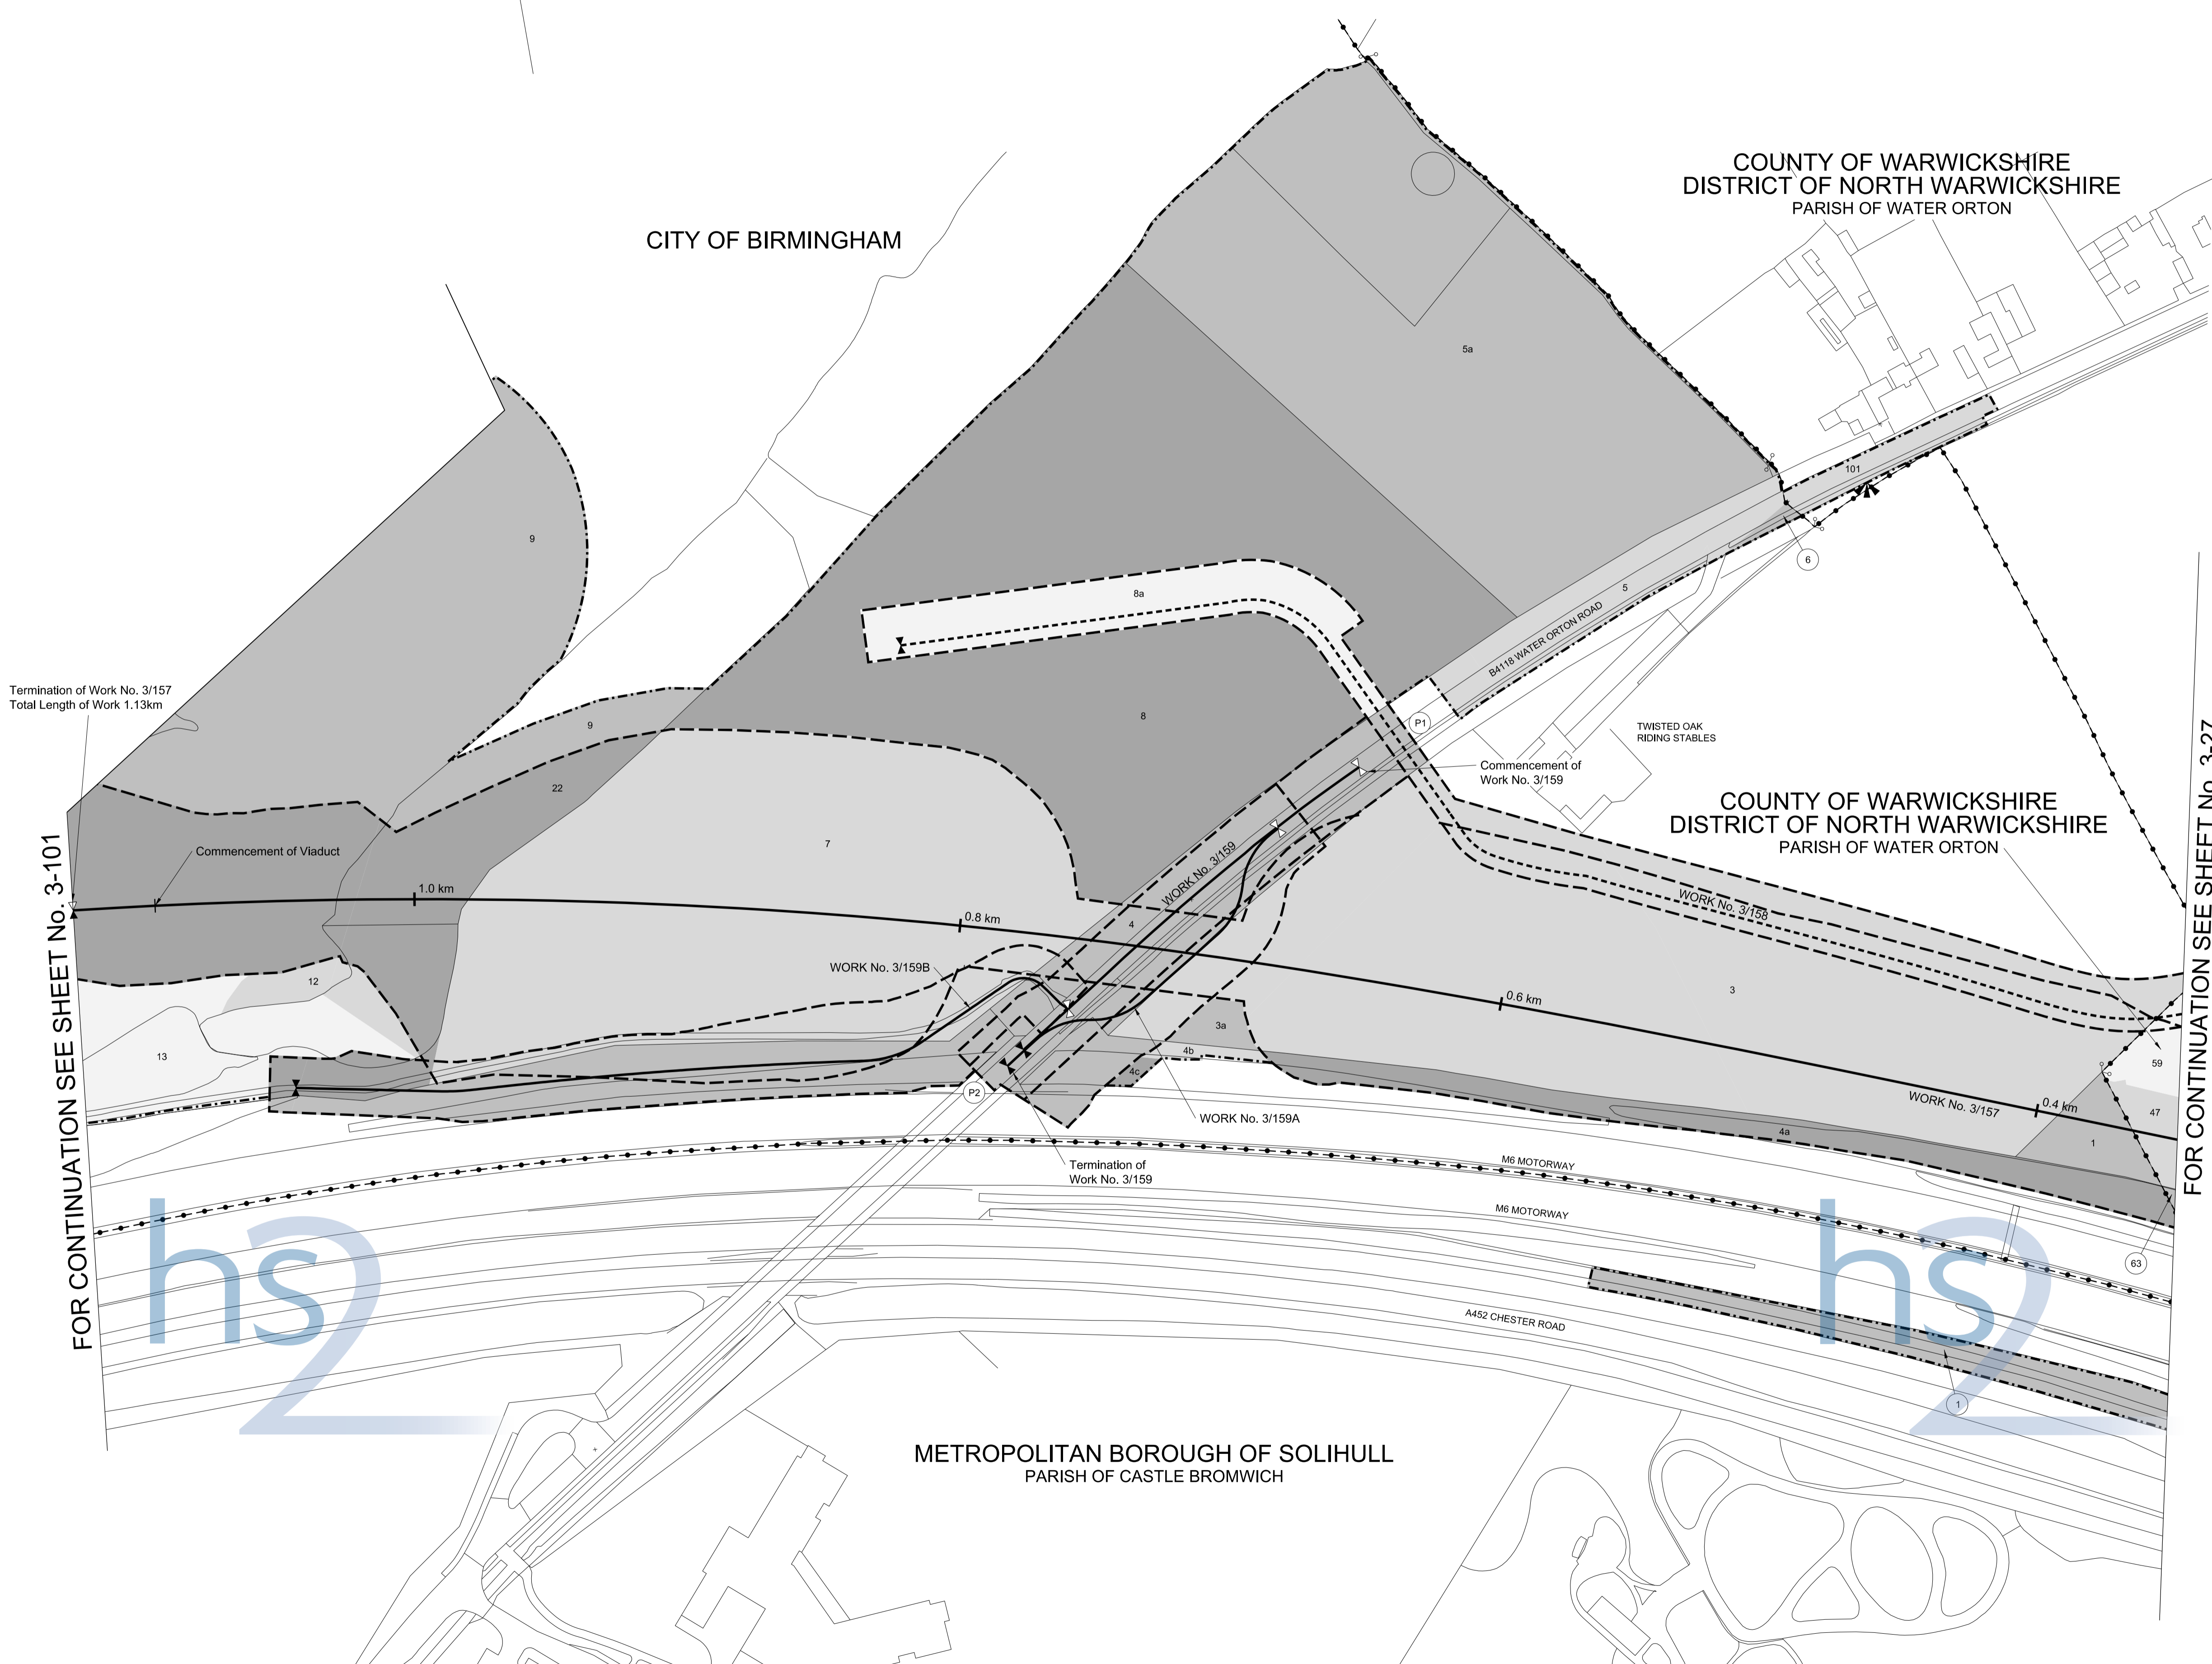 COUNTY OF WARWICKSHIRE
DISTRICT OF NORTH WARWICKSHIRE
PARISH OF WATER ORTON
CITY OF BIRMINGHAM
5a
101
9
6
8a
5
B4118 WATER ORTON ROAD
Termination of Work No. 3/157
Total Length of Work 1.13km
9
8
P1
TWISTED OAK
RIDING STABLES
Commencement of
Work No. 3/159
22
COUNTY OF WARWICKSHIRE
DISTRICT OF NORTH WARWICKSHIRE
PARISH OF WATER ORTON
7
Commencement of Viaduct
WORK No. 3/159
1.0 km
0.8 km
4
WORK No. 3/158
WORK No. 3/159B
12
3
0.6 km
3a
13
4b
4c
59
P2
WORK No. 3/157
0.4 km
47
WORK No. 3/159A
4a
1
Termination of
Work No. 3/159
M6 MOTORWAY
M6 MOTORWAY
63
A452 CHESTER ROAD
1
FOR CONTINUATION SEE SHEET No. 3-101
FOR CONTINUATION SEE SHEET No. 3-27
hs2
hs2
METROPOLITAN BOROUGH OF SOLIHULL
PARISH OF CASTLE BROMWICH